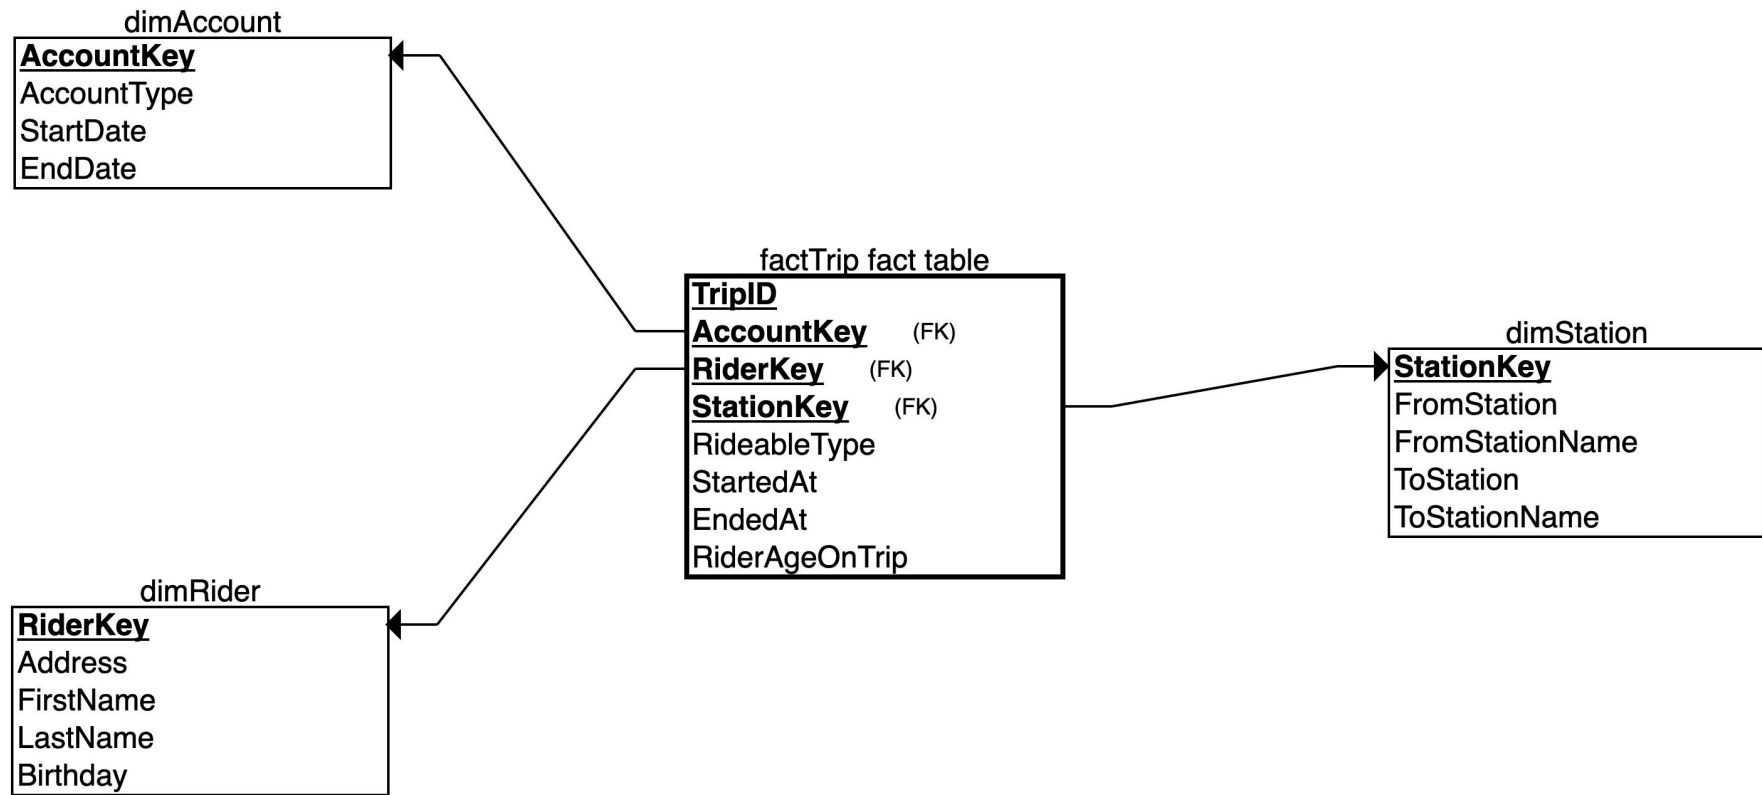 dimAccount
AccountKey
AccountType
StartDate
EndDate
factTrip fact table
TripID
AccountKey (FK)
RiderKey (FK)
StationKey (FK)
RideableType
StartedAt
EndedAt
RiderAgeOnTrip
dimStation
StationKey
FromStation
FromStationName
ToStation
ToStationName
dimRider
RiderKey
Address
FirstName
LastName
Birthday